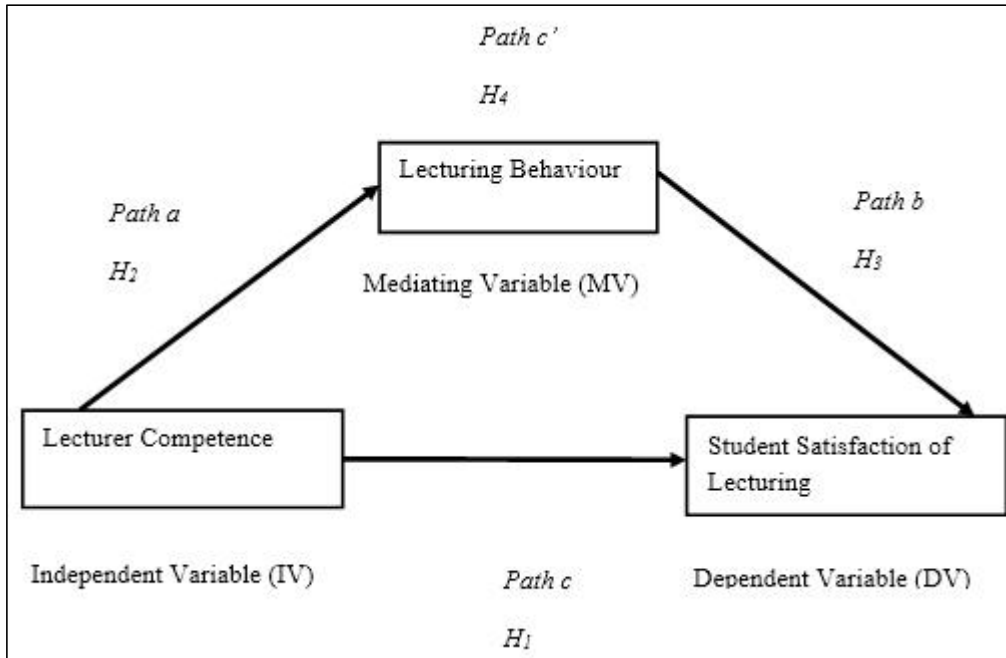 Path c’
H4
Lecturing Behaviour
Path a
Path b
H2
H3
Mediating Variable (MV)
Lecturer Competence
Student Satisfaction of
Lecturing
Independent Variable (IV)
Path c
Dependent Variable (DV)
H1